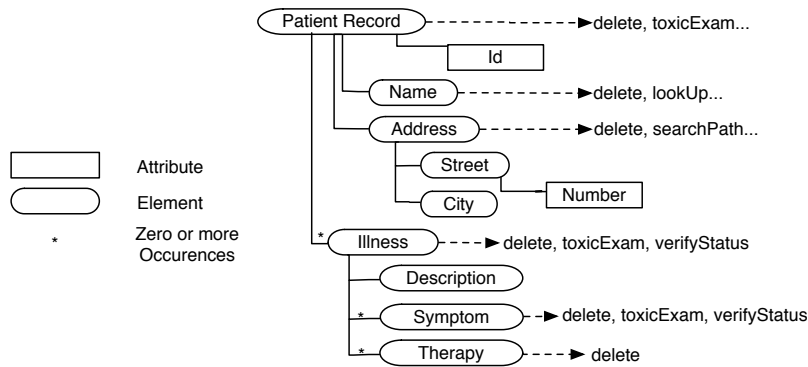 Patient Record
delete, toxicExam...
Id
Name
delete, lookUp...
Address
delete, searchPath...
Street
Number
City
Attribute
Element
*
Zero or more
Occurences
* Illness
delete, toxicExam, verifyStatus
Description
* Symptom
delete, toxicExam, verifyStatus
* Therapy
delete